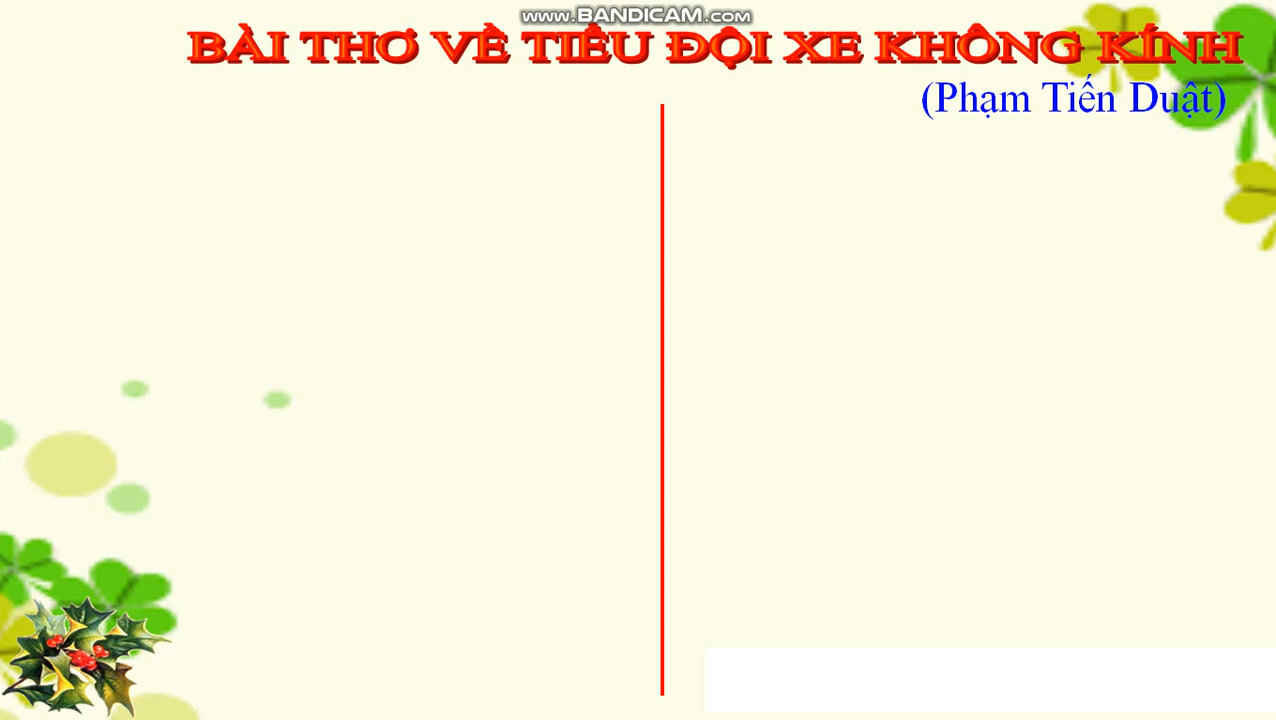 www.BANDICAM.com
BÀI THƠ VỀ TIỂU ĐỘI XE KHÔNG KÍNH
(Phạm Tiến Duật)